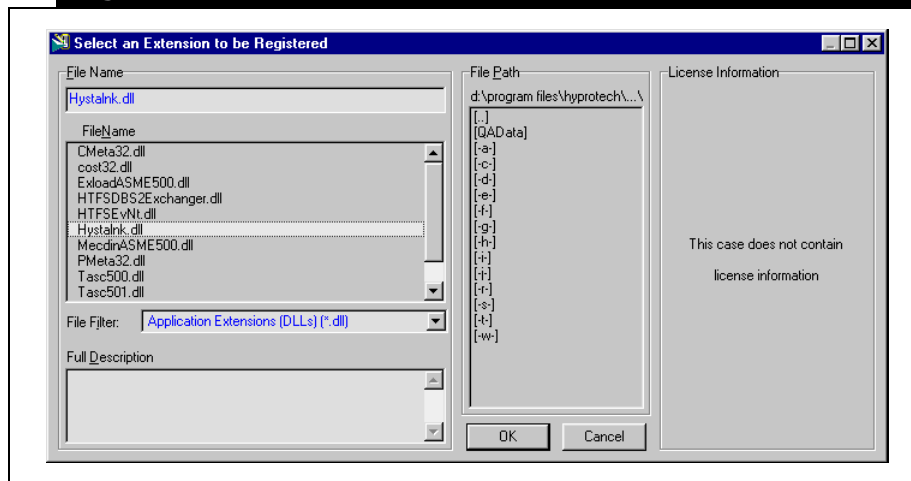 Select an Extension to be Registered
File Name
Hystalnk.dll
FileName
CMeta32.dll
cost32.dll
ExloadASME500.dll
HTFSDBS2Exchanger.dll
HTFSEvNt.dll
Hystalnk.dll
MecdinASME500.dll
PMeta32.dll
Tasc500.dll
Tasc501.dll
File Filter: Application Extensions (DLLs) (*.dll)
Full Description
File Path
d:\program files\hyprotech\...\
[..]
[QAData]
[-a-]
[-c-]
[-d-]
[-e-]
[-f-]
[-g-]
[-h-]
[-i-]
[-j-]
[-r-]
[-s-]
[-t-]
[-w-]
OK Cancel
License Information
This case does not contain
license information